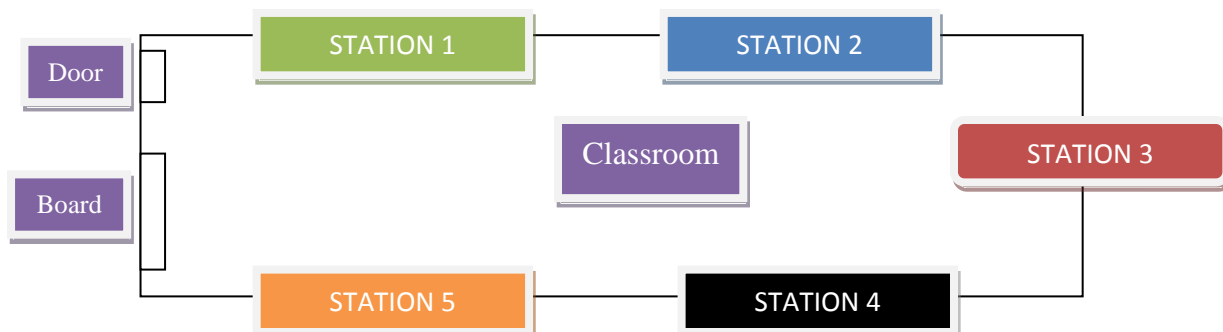 STATION 1
STATION 2
Door
Classroom
STATION 3
Board
STATION 5
STATION 4